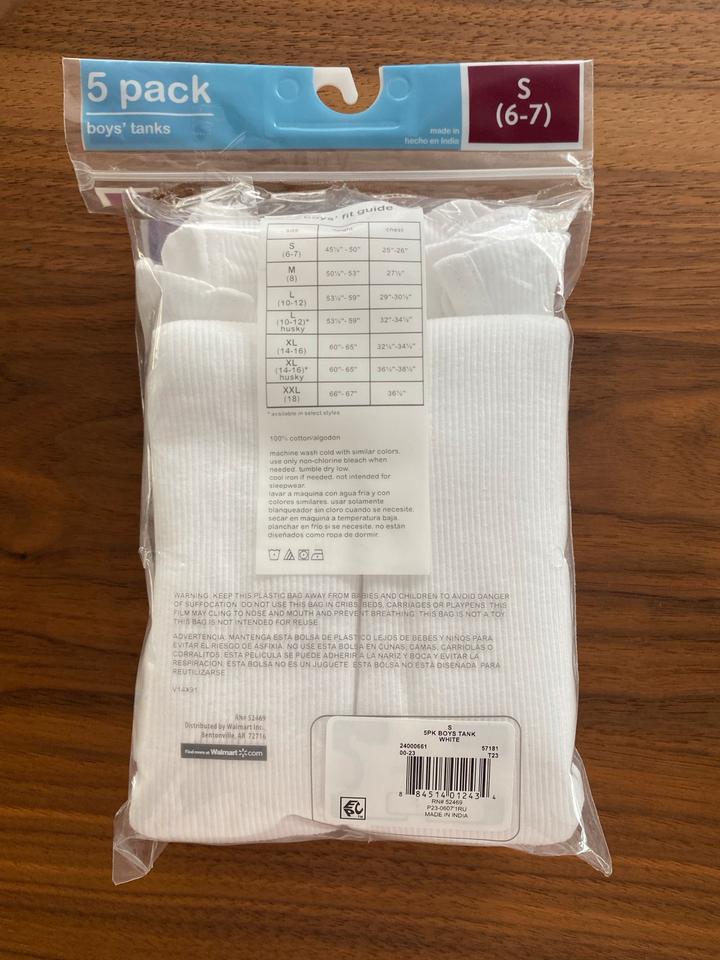 5 pack
boys' tanks
made in
hecho en India
S
(6-7)
boys' fit guide
size height chest
S
(6-7) 45½"-50" 25"-26"
M
(8) 50½"-53" 27½"
L
(10-12) 53½"-59" 29"-30½"
L
(10-12)*
husky 53½"-59" 32"-34½"
XL
(14-16) 60"-65" 32½"-34½"
XL
(14-16)*
husky 60"-65" 36½"-38½"
XXL
(18) 66"-67" 36½"
* available in select styles
100% cotton/algodon
machine wash cold with similar colors.
use only non-chlorine bleach when
needed. tumble dry low.
cool iron if needed. not intended for
sleepwear.
lavar a maquina con agua fria y con
colores similares. usar solamente
blanqueador sin cloro cuando se necesite.
secar en maquina a temperatura baja.
planchar en frío si se necesite. no están
diseñados como ropa de dormir.
WARNING: KEEP THIS PLASTIC BAG AWAY FROM BABIES AND CHILDREN TO AVOID DANGER
OF SUFFOCATION. DO NOT USE THIS BAG IN CRIBS, BEDS, CARRIAGES OR PLAYPENS. THIS
FILM MAY CLING TO NOSE AND MOUTH AND PREVENT BREATHING. THIS BAG IS NOT A TOY.
THIS BAG IS NOT INTENDED FOR REUSE.
ADVERTENCIA: MANTENGA ESTA BOLSA DE PLASTICO LEJOS DE BEBES Y NIÑOS PARA
EVITAR EL RIESGO DE ASFIXIA. NO USE ESTA BOLSA EN CUNAS, CAMAS, CARRIOLAS O
CORRALITOS. ESTA PELICULA SE PUEDE ADHERIR A LA NARIZ Y BOCA Y EVITAR LA
RESPIRACION. ESTA BOLSA NO ES UN JUGUETE. ESTA BOLSA NO ESTÁ DISEÑADA PARA
REUTILIZARSE.
V14X91
RN# 52469
Distributed by Walmart Inc.
Bentonville, AR 72716
Find more at Walmart.com
S
5PK BOYS TANK
WHITE
24000661 57181
00-23 T23
8 84514 01243 4
RN# 52469
P23-0607'1RU
MADE IN INDIA
EPC™